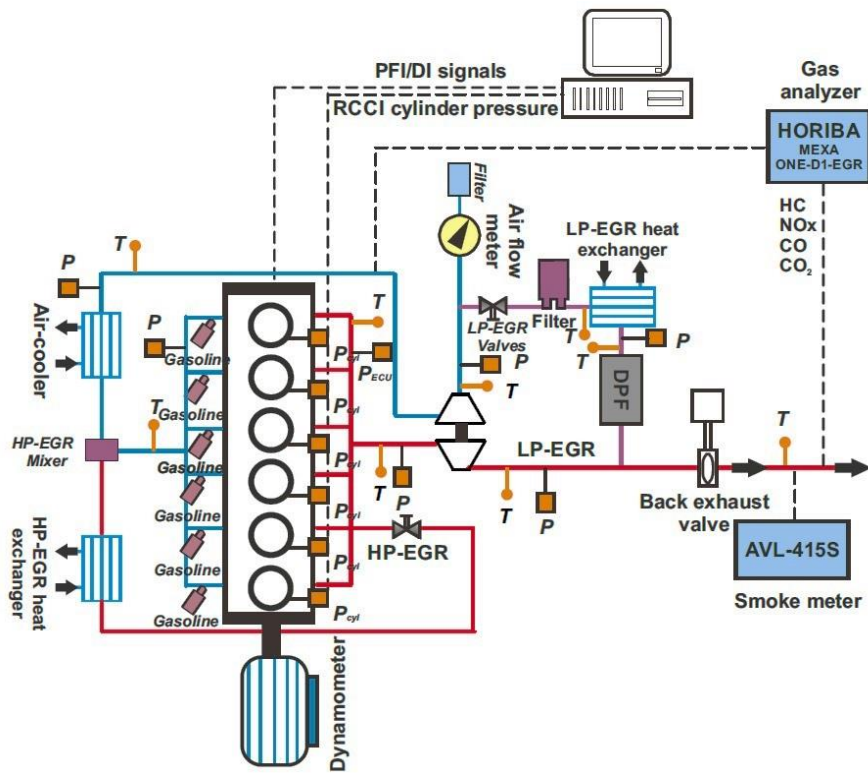 PFI/DI signals
RCCI cylinder pressure
Gas
analyzer
HORIBA
MEXA
ONE-D1-EGR
HC
NOx
CO
CO₂
Filter
Air flow
meter
LP-EGR heat
exchanger
T
P
P
T
Gasoline
Gasoline
Gasoline
Gasoline
Gasoline
Gasoline
Air-cooler
HP-EGR
Mixer
T
HP-EGR heat
exchanger
Pcyl
Pcyl
Pcyl
Pcyl
Pcyl
Pcyl
PECU
LP-EGR
Valves
Filter
T
T
P
P
T
DPF
LP-EGR
T
P
T
P
HP-EGR
Back exhaust
valve
T
AVL-415S
Smoke meter
Dynamometer